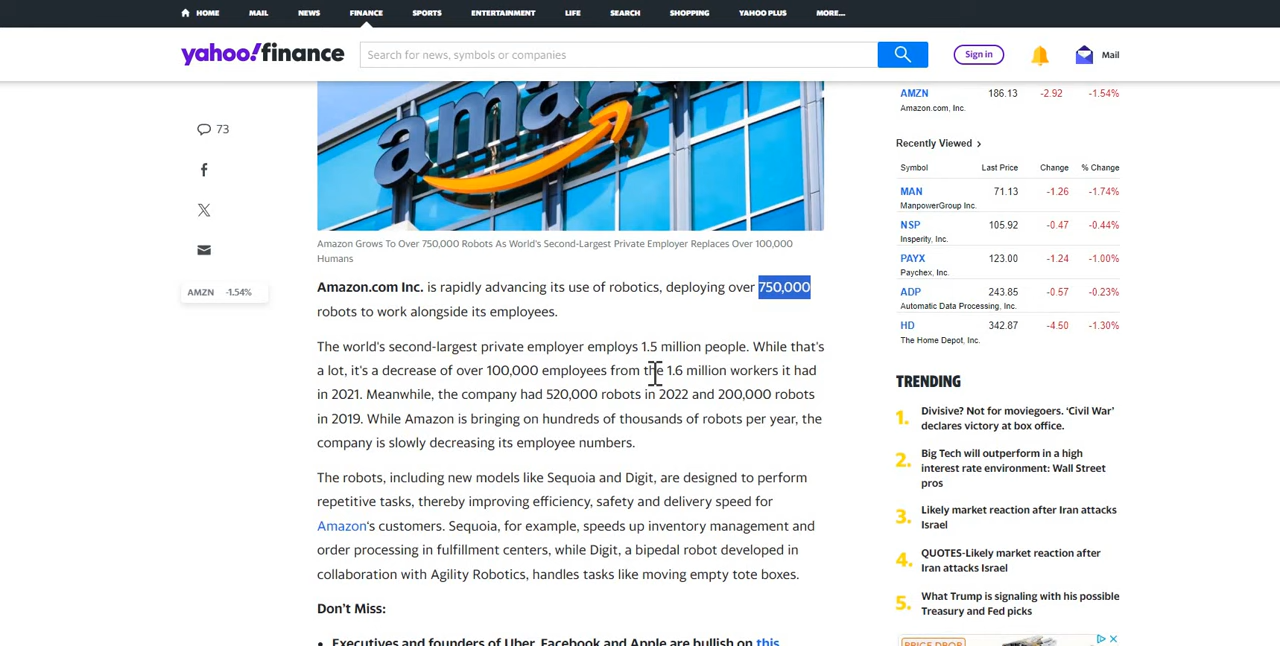 HOME MAIL NEWS FINANCE SPORTS ENTERTAINMENT LIFE SEARCH SHOPPING YAHOO PLUS MORE...
yahoo!finance
Search for news, symbols or companies
Sign in
Mail
73
AMZN -1.54%
amaz
Amazon Grows To Over 750,000 Robots As World's Second-Largest Private Employer Replaces Over 100,000
Humans
Amazon.com Inc. is rapidly advancing its use of robotics, deploying over 750,000
robots to work alongside its employees.
The world's second-largest private employer employs 1.5 million people. While that's
a lot, it's a decrease of over 100,000 employees from the 1.6 million workers it had
in 2021. Meanwhile, the company had 520,000 robots in 2022 and 200,000 robots
in 2019. While Amazon is bringing on hundreds of thousands of robots per year, the
company is slowly decreasing its employee numbers.
The robots, including new models like Sequoia and Digit, are designed to perform
repetitive tasks, thereby improving efficiency, safety and delivery speed for
Amazon's customers. Sequoia, for example, speeds up inventory management and
order processing in fulfillment centers, while Digit, a bipedal robot developed in
collaboration with Agility Robotics, handles tasks like moving empty tote boxes.
Don't Miss:
• Executives and founders of Uber, Facebook and Apple are bullish on this
AMZN 186.13 -2.92 -1.54%
Amazon.com, Inc.
Recently Viewed
Symbol Last Price Change % Change
MAN 71.13 -1.26 -1.74%
ManpowerGroup Inc.
NSP 105.92 -0.47 -0.44%
Insperity, Inc.
PAYX 123.00 -1.24 -1.00%
Paychex, Inc.
ADP 243.85 -0.57 -0.23%
Automatic Data Processing, Inc.
HD 342.87 -4.50 -1.30%
The Home Depot, Inc.
TRENDING
1. Divisive? Not for moviegoers. 'Civil War'
declares victory at box office.
2. Big Tech will outperform in a high
interest rate environment: Wall Street
pros
3. Likely market reaction after Iran attacks
Israel
4. QUOTES-Likely market reaction after
Iran attacks Israel
5. What Trump is signaling with his possible
Treasury and Fed picks
PRICE DROP